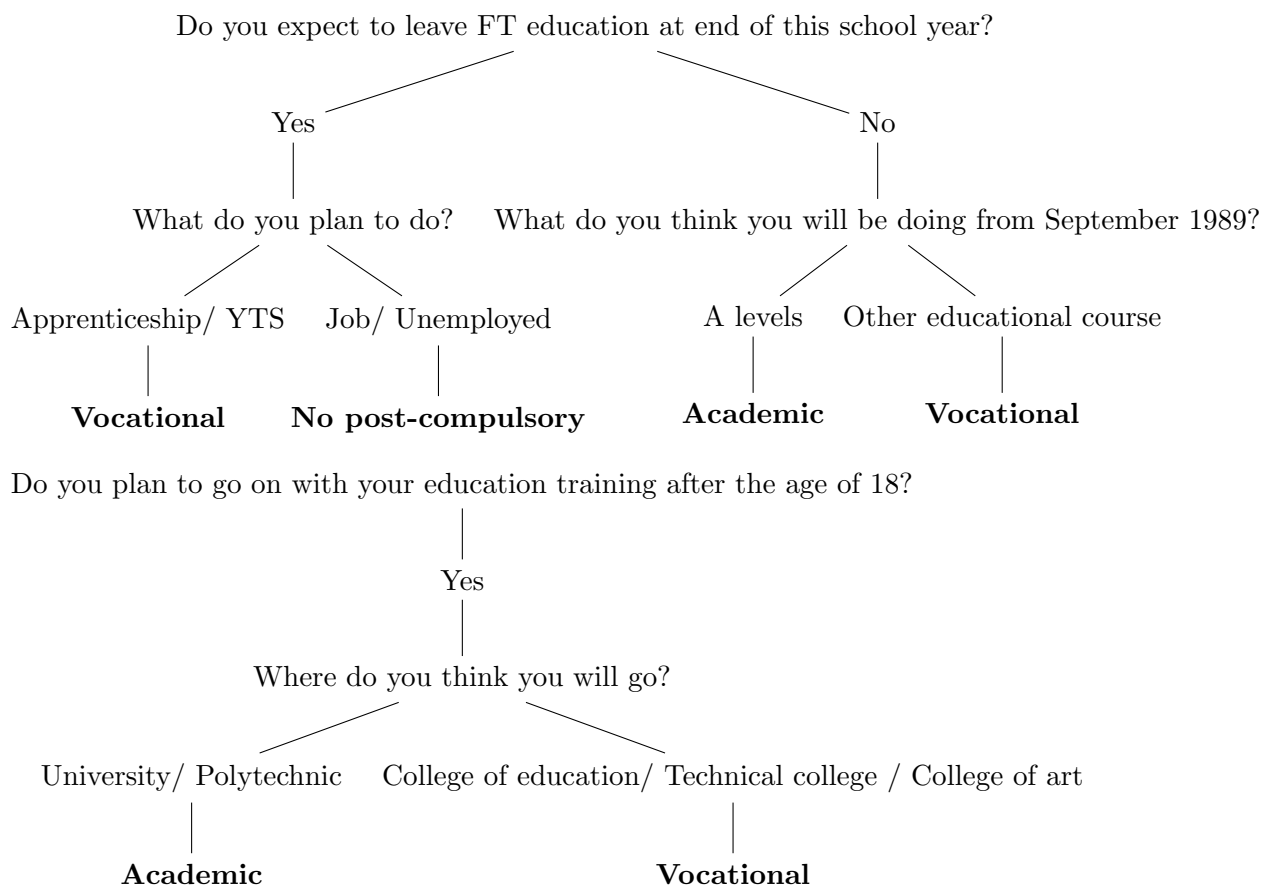 Do you expect to leave FT education at end of this school year?
Yes No
What do you plan to do? What do you think you will be doing from September 1989?
Apprenticeship/ YTS Job/ Unemployed A levels Other educational course
Vocational No post-compulsory Academic Vocational
Do you plan to go on with your education training after the age of 18?
Yes
Where do you think you will go?
University/ Polytechnic College of education/ Technical college / College of art
Academic Vocational